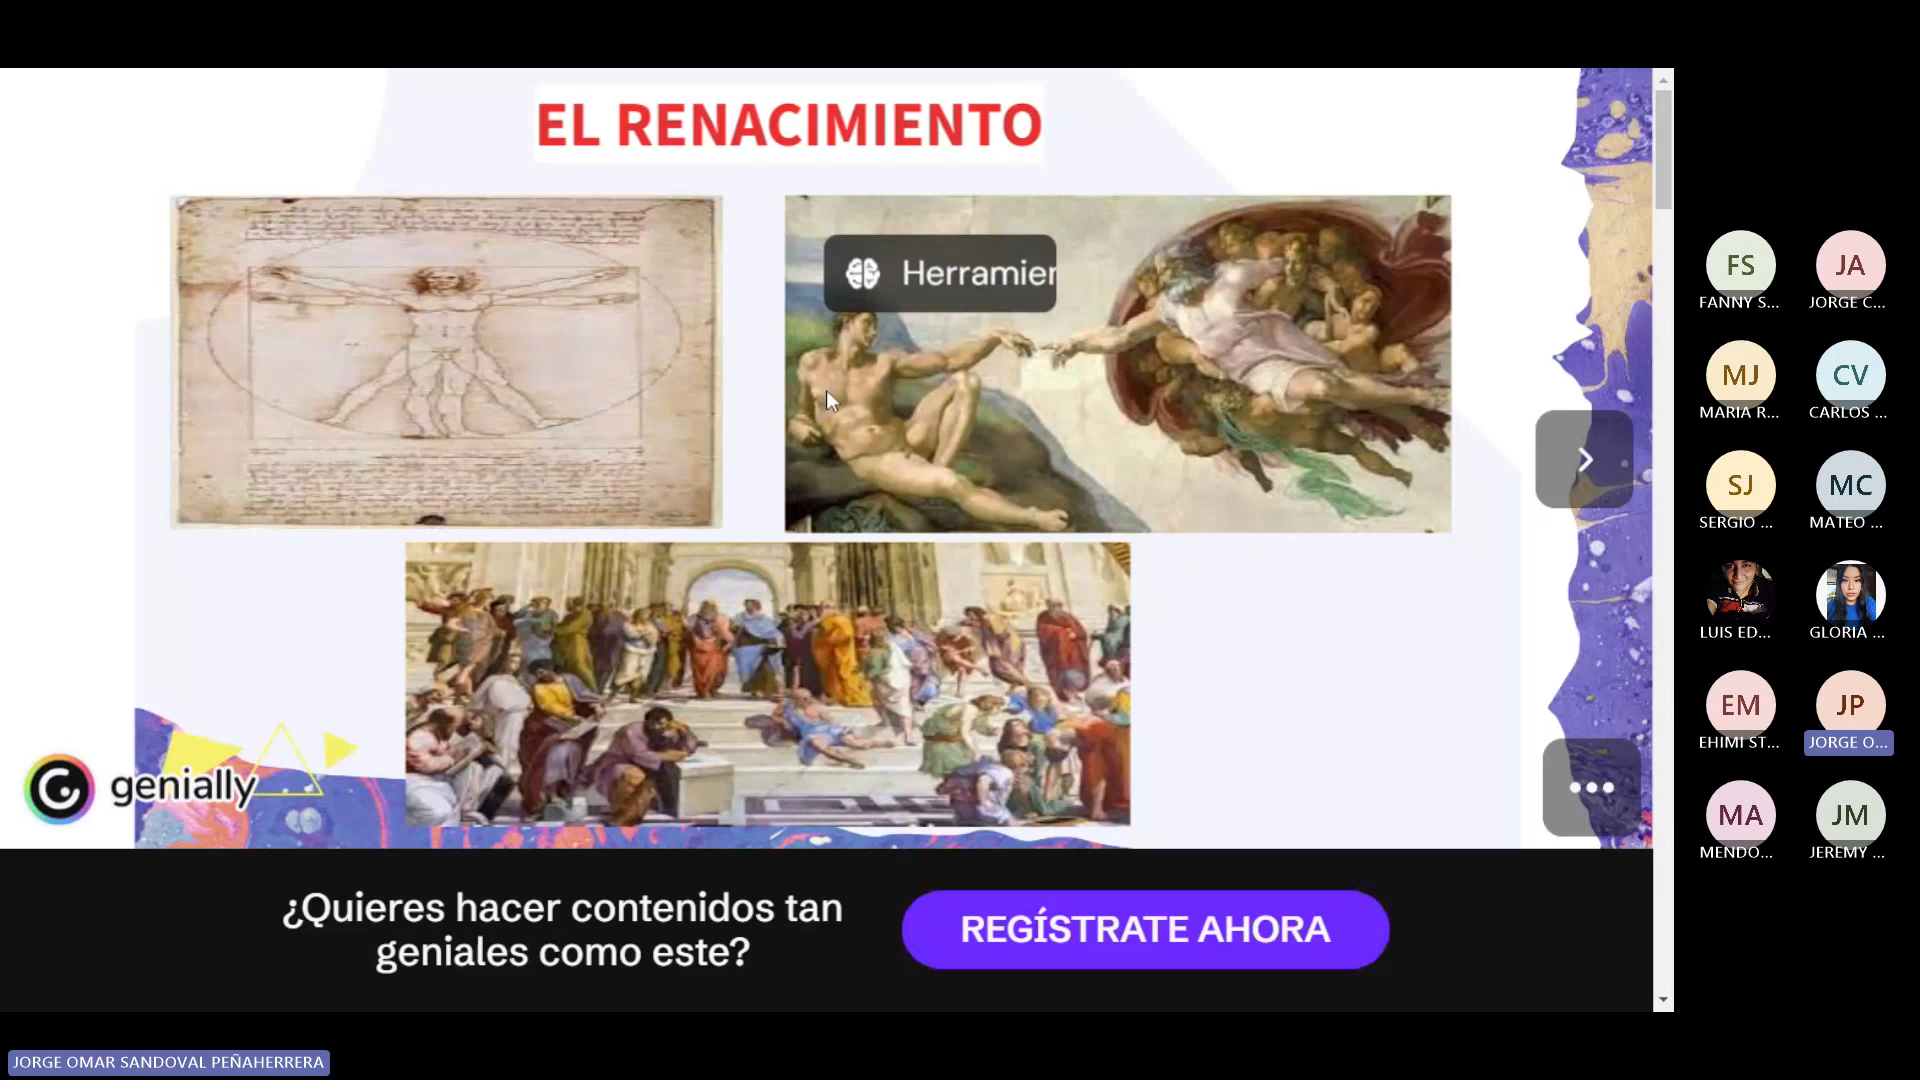 EL RENACIMIENTO
Herramier
genially
¿Quieres hacer contenidos tan
geniales como este?
REGÍSTRATE AHORA
FS
FANNY S...
JA
JORGE C...
MJ
MARIA R...
CV
CARLOS ...
SJ
SERGIO ...
MC
MATEO ...
LUIS ED...
GLORIA ...
EM
EHIMI ST...
JP
JORGE O...
MA
MENDO...
JM
JEREMY ...
JORGE OMAR SANDOVAL PEÑAHERRERA